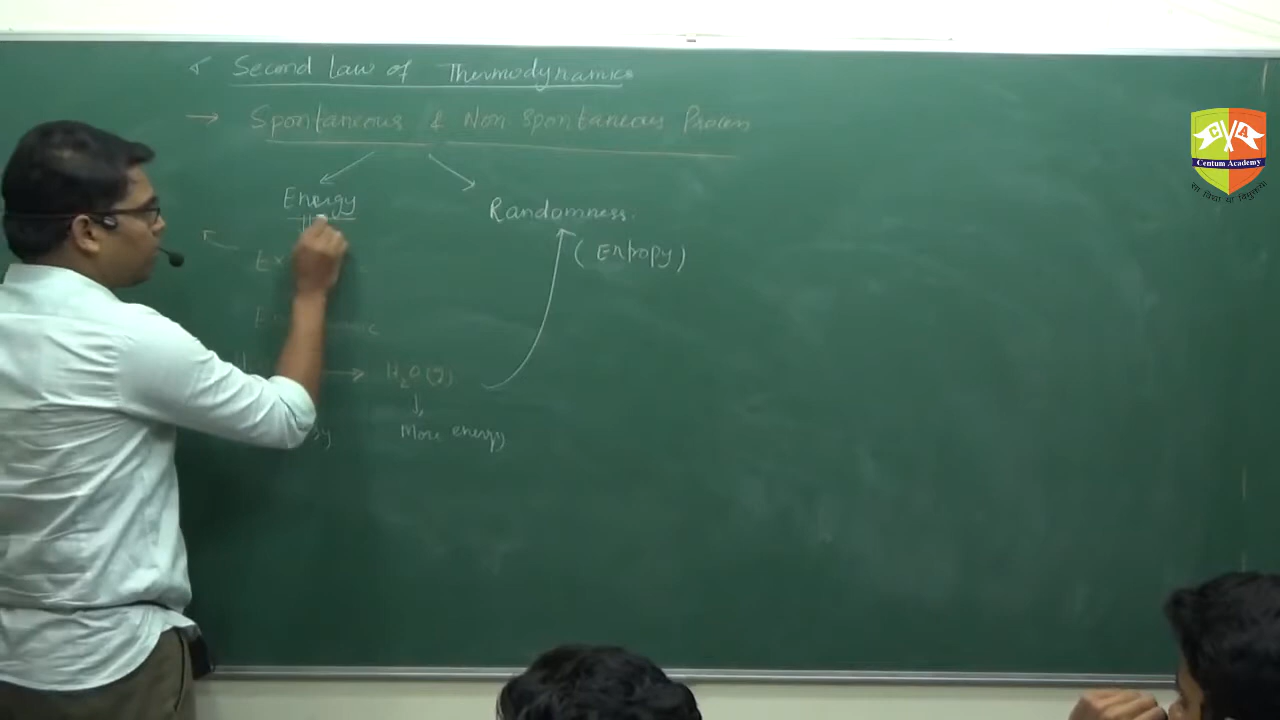 Second Law of Thermodynamics
→ Spontaneous & Non Spontaneous Process
Energy
Randomness.
(Entropy)
→ H₂O(g)
More energy
C A
Centum Academy